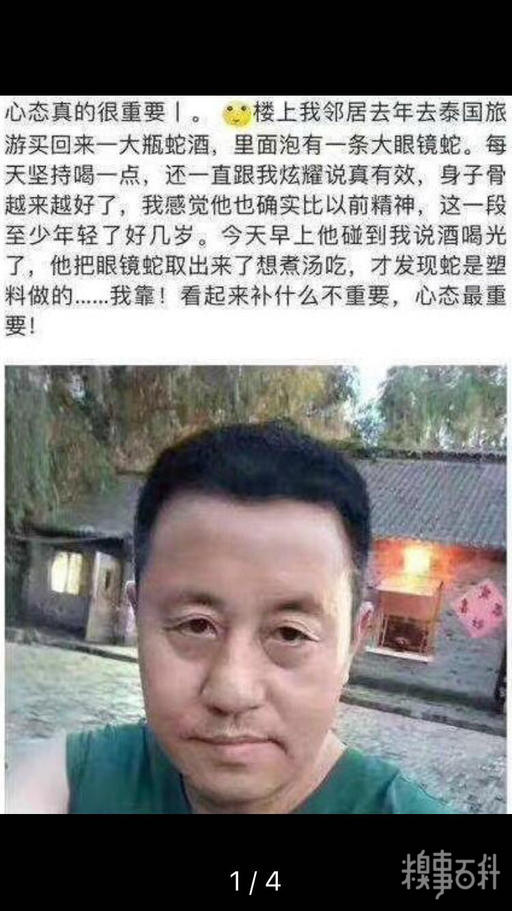 心态真的很重要丨。楼上我邻居去年去泰国旅
游买回来一大瓶蛇酒，里面泡有一条大眼镜蛇。每
天坚持喝一点，还一直跟我炫耀说真有效，身子骨
越来越好了，我感觉他也确实比以前精神，这一段
至少年轻了好几岁。今天早上他碰到我说酒喝光
了，他把眼镜蛇取出来了想煮汤吃，才发现蛇是塑
料做的......我靠！看起来补什么不重要，心态最重
要！
1/4
糗事百科